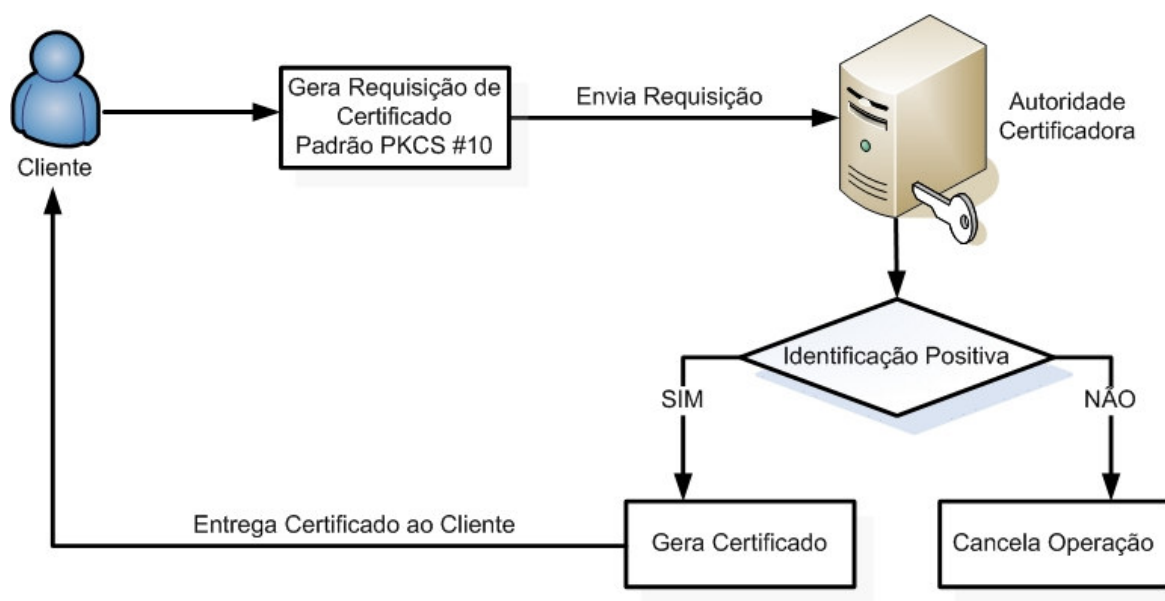 Cliente
Gera Requisição de
Certificado
Padrão PKCS #10
Envia Requisição
Autoridade
Certificadora
Identificação Positiva
SIM
NÃO
Entrega Certificado ao Cliente
Gera Certificado
Cancela Operação